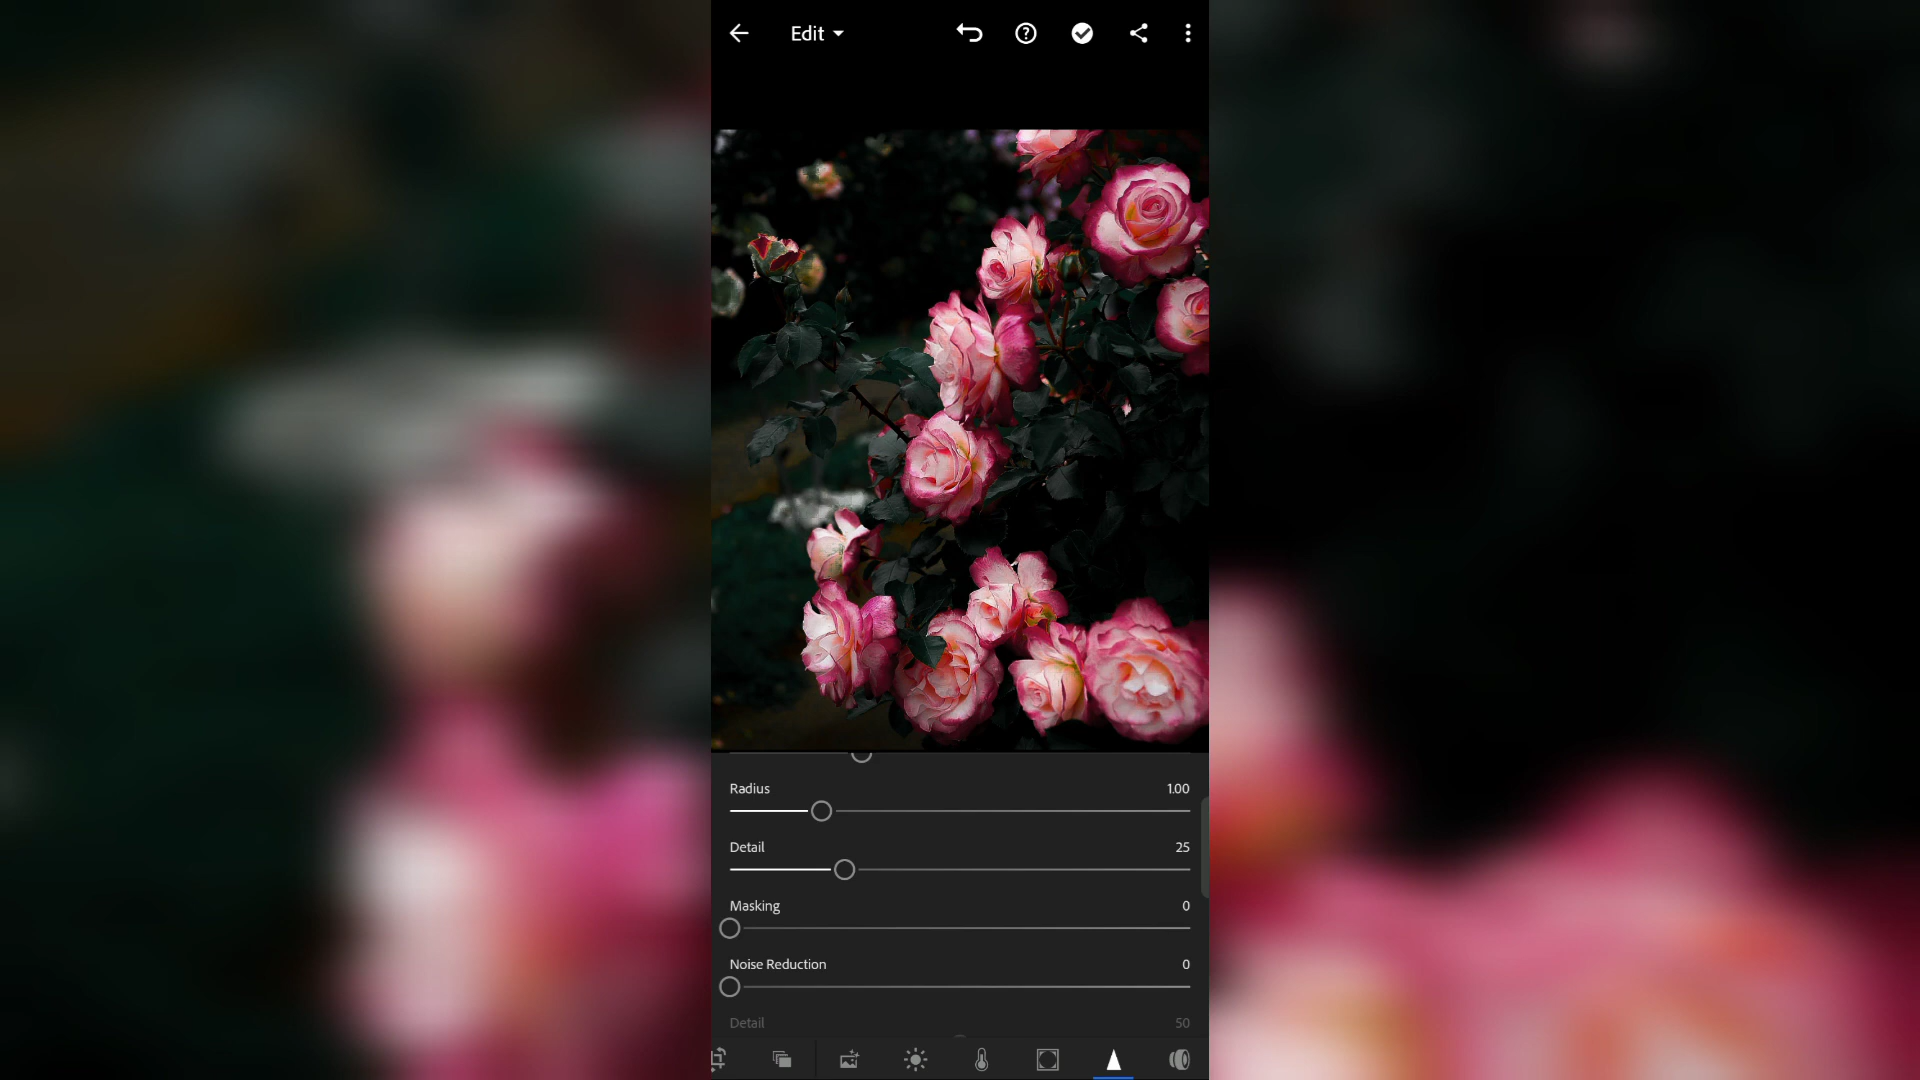 Edit
Radius 1.00
Detail 25
Masking 0
Noise Reduction 0
Detail 50